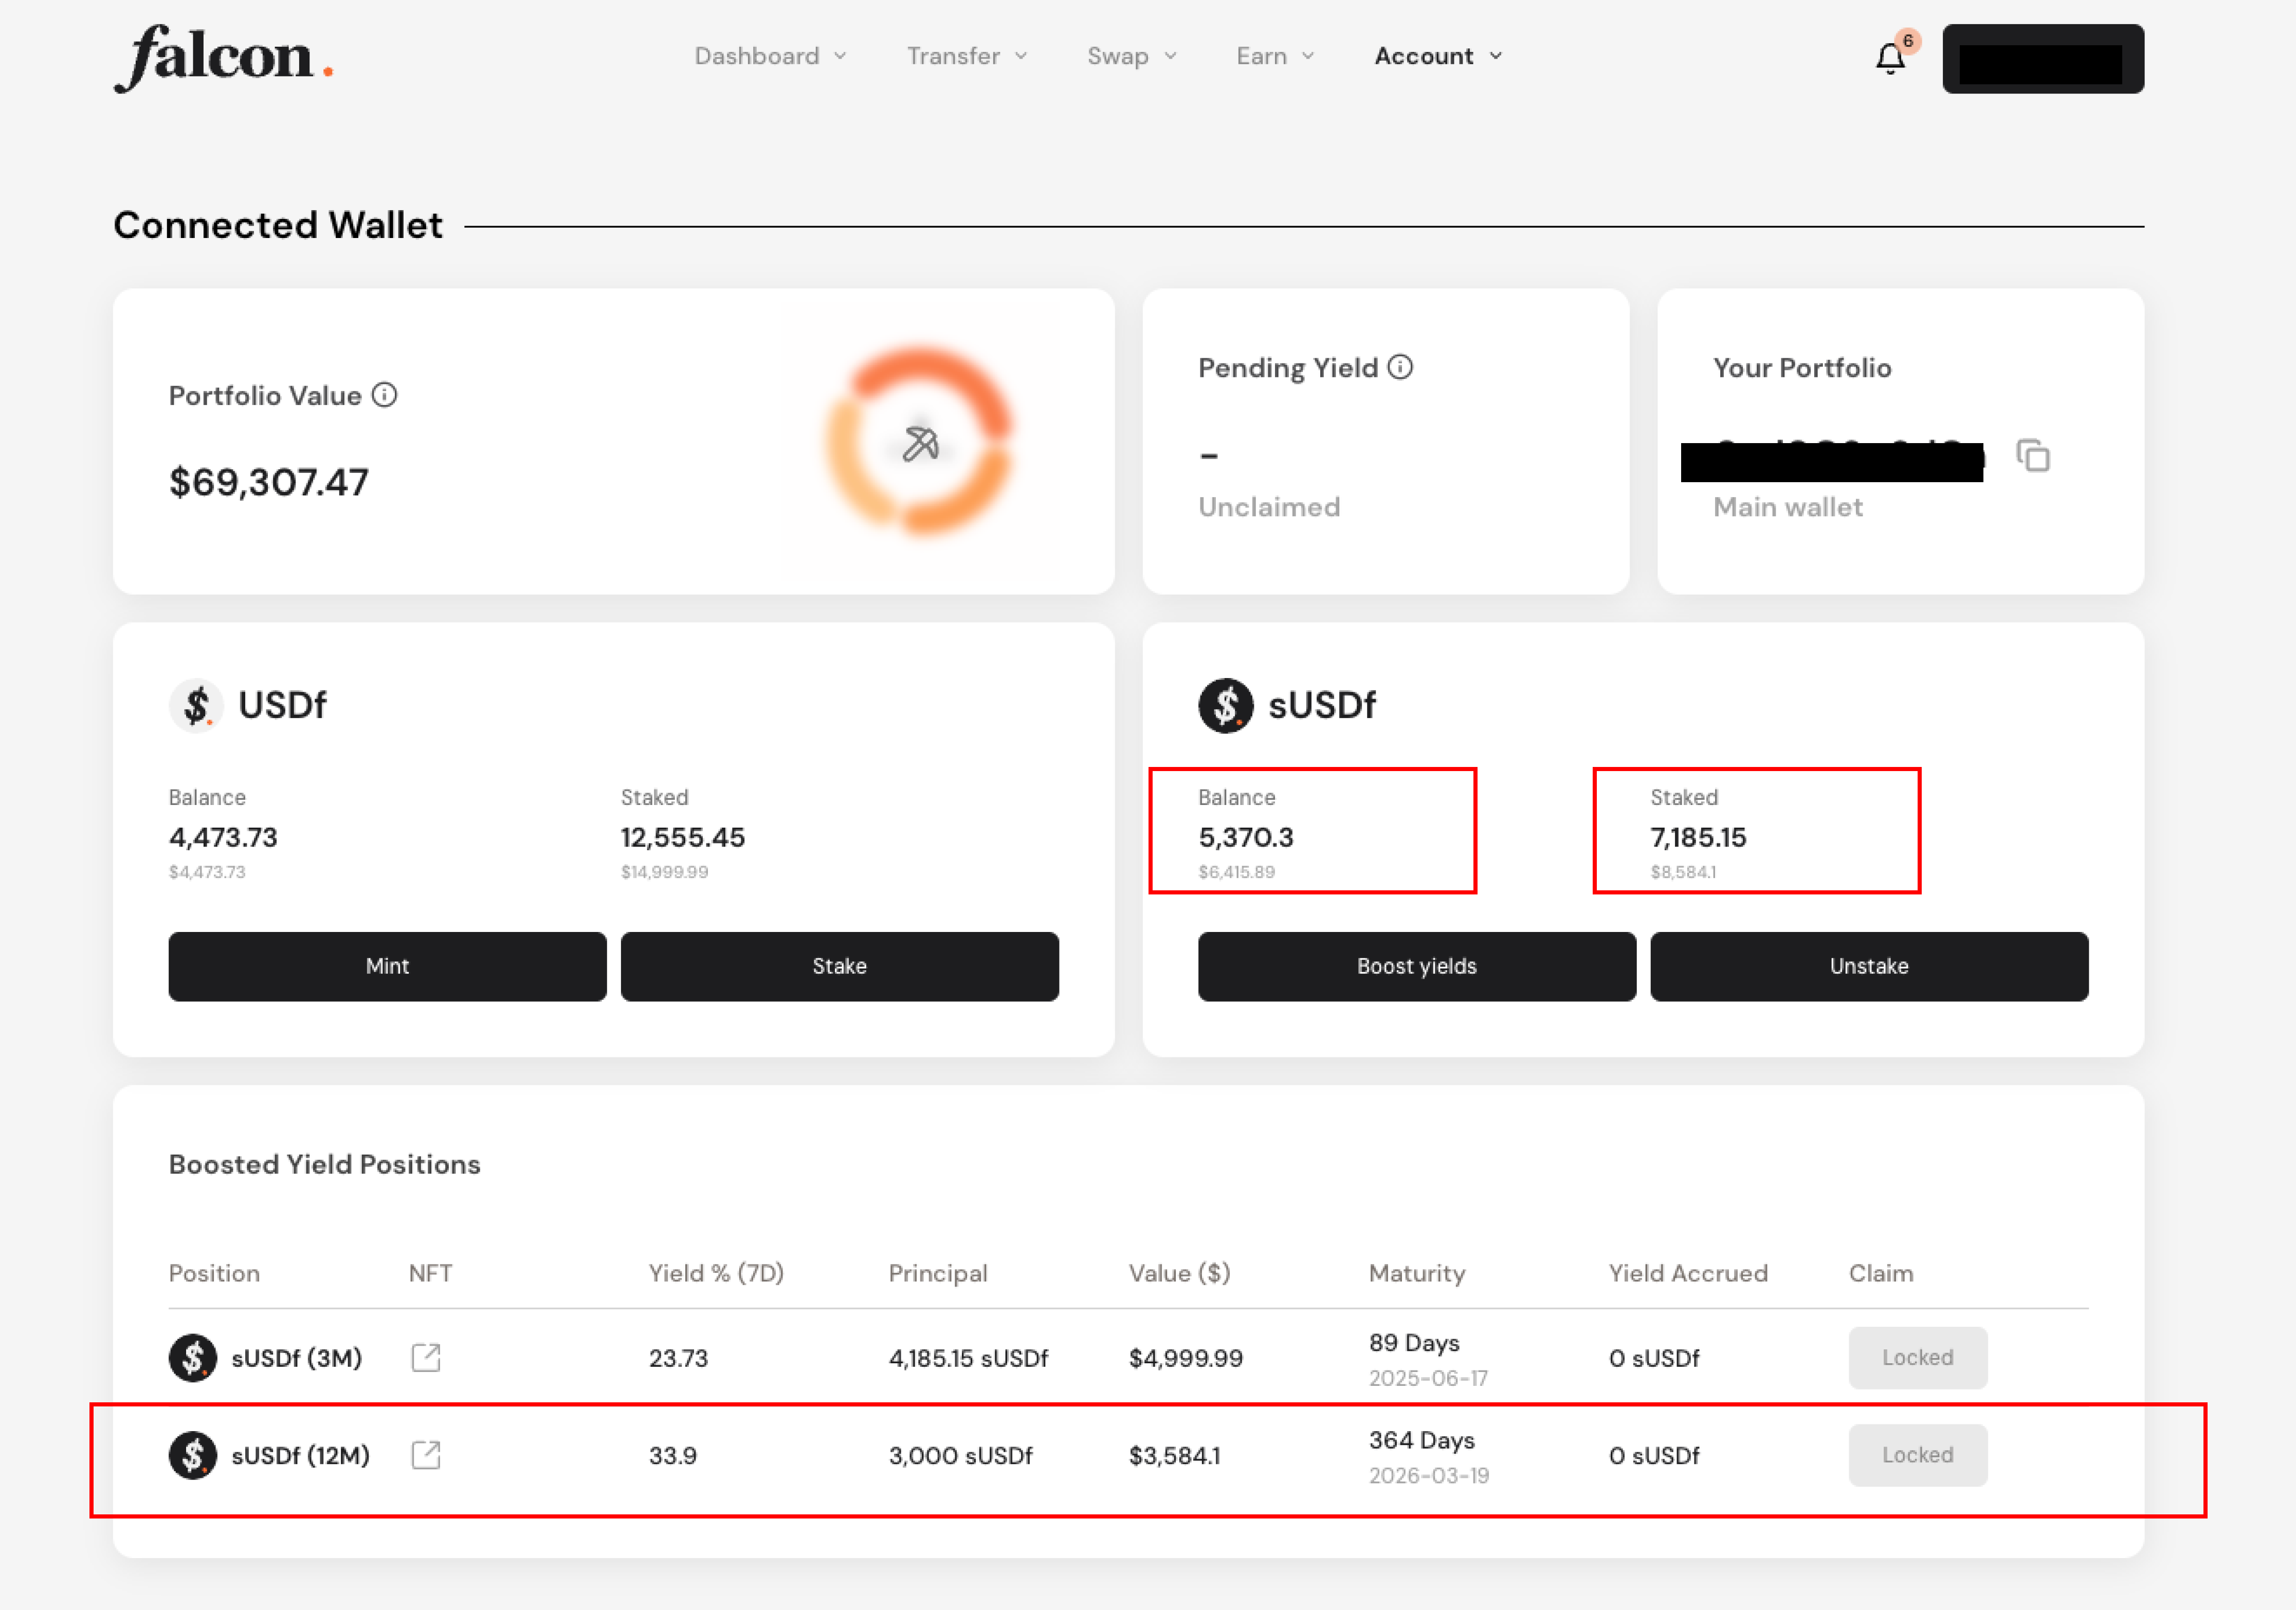 falcon.
Dashboard Transfer Swap Earn Account 6
Connected Wallet
Portfolio Value
$69,307.47
Pending Yield
-
Unclaimed
Your Portfolio
Main wallet
$ USDf
Balance Staked
4,473.73 12,555.45
$4,473.73 $14,999.99
Mint Stake
$ sUSDf
Balance Staked
5,370.3 7,185.15
$6,415.89 $8,584.1
Boost yields Unstake
Boosted Yield Positions
Position NFT Yield % (7D) Principal Value ($) Maturity Yield Accrued Claim
$ sUSDf (3M) 23.73 4,185.15 sUSDf $4,999.99 89 Days 0 sUSDf Locked
2025-06-17
$ sUSDf (12M) 33.9 3,000 sUSDf $3,584.1 364 Days 0 sUSDf Locked
2026-03-19